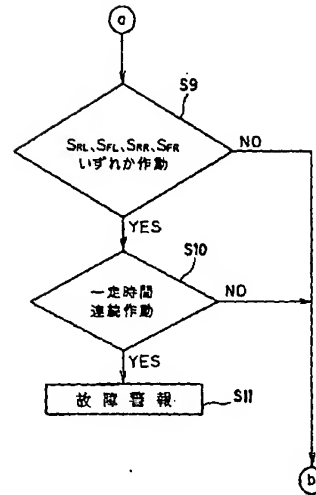 a
S9
SRL、SFL、SRR、SFR
いずれか作動
NO
YES
S10
一定時間
連続作動
NO
YES
故障警報
S11
b